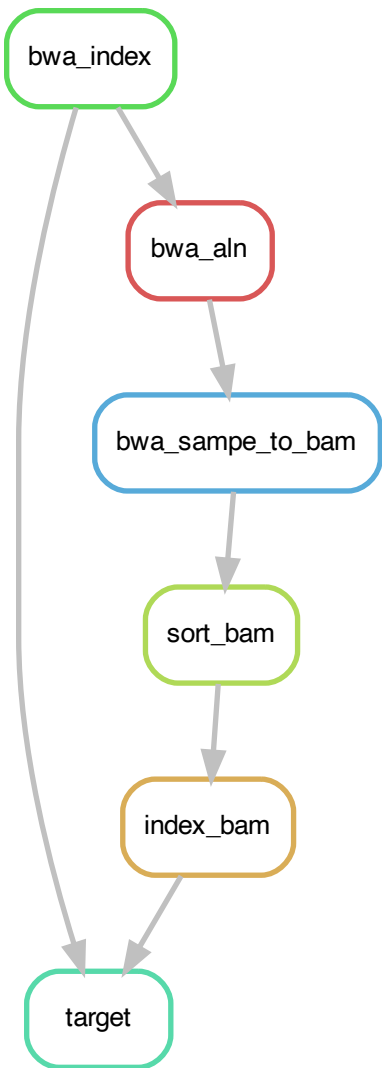 bwa_index
bwa_aln
bwa_sampe_to_bam
sort_bam
index_bam
target